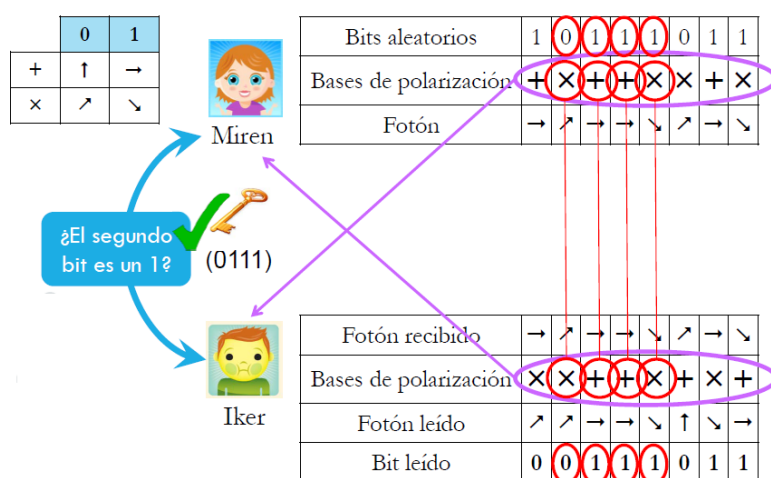 0 1
+ ↑ →
× ↗ ↘
Miren
Bits aleatorios 1 0 1 1 1 0 1 1
Bases de polarización + × + + × × + ×
Fotón → ↗ → → ↘ ↗ → ↘
¿El segundo
bit es un 1?
(0111)
Iker
Fotón recibido → ↗ → → ↘ ↗ → ↘
Bases de polarización × × + + × + × +
Fotón leído ↗ ↗ → → ↘ ↑ ↘ →
Bit leído 0 0 1 1 1 0 1 1